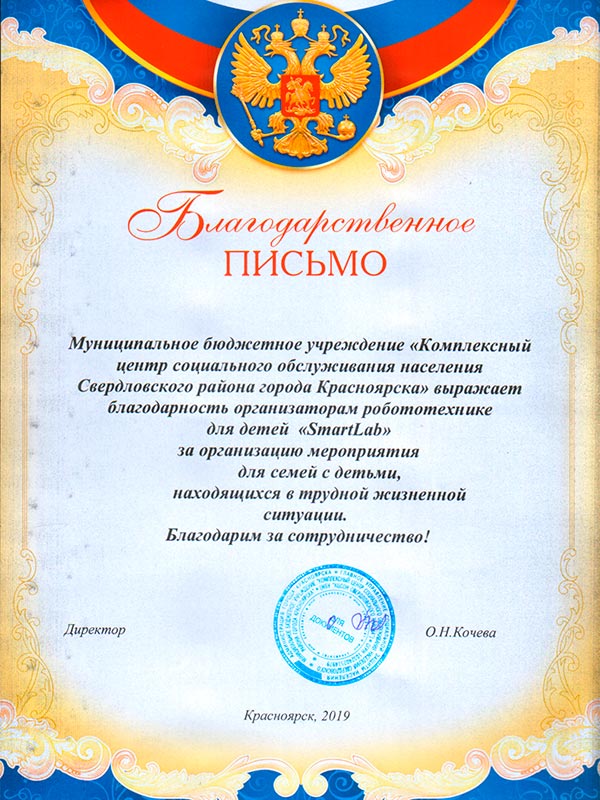 Благодарственное
ПИСЬМО
Муниципальное бюджетное учреждение «Комплексный
центр социального обслуживания населения
Свердловского района города Красноярска» выражает
благодарность организаторам робототехнике
для детей «SmartLab»
за организацию мероприятия
для семей с детьми,
находящихся в трудной жизненной
ситуации.
Благодарим за сотрудничество!
Директор
ДЛЯ
ДОКУМЕНТОВ
О.Н.Кочева
Красноярск, 2019